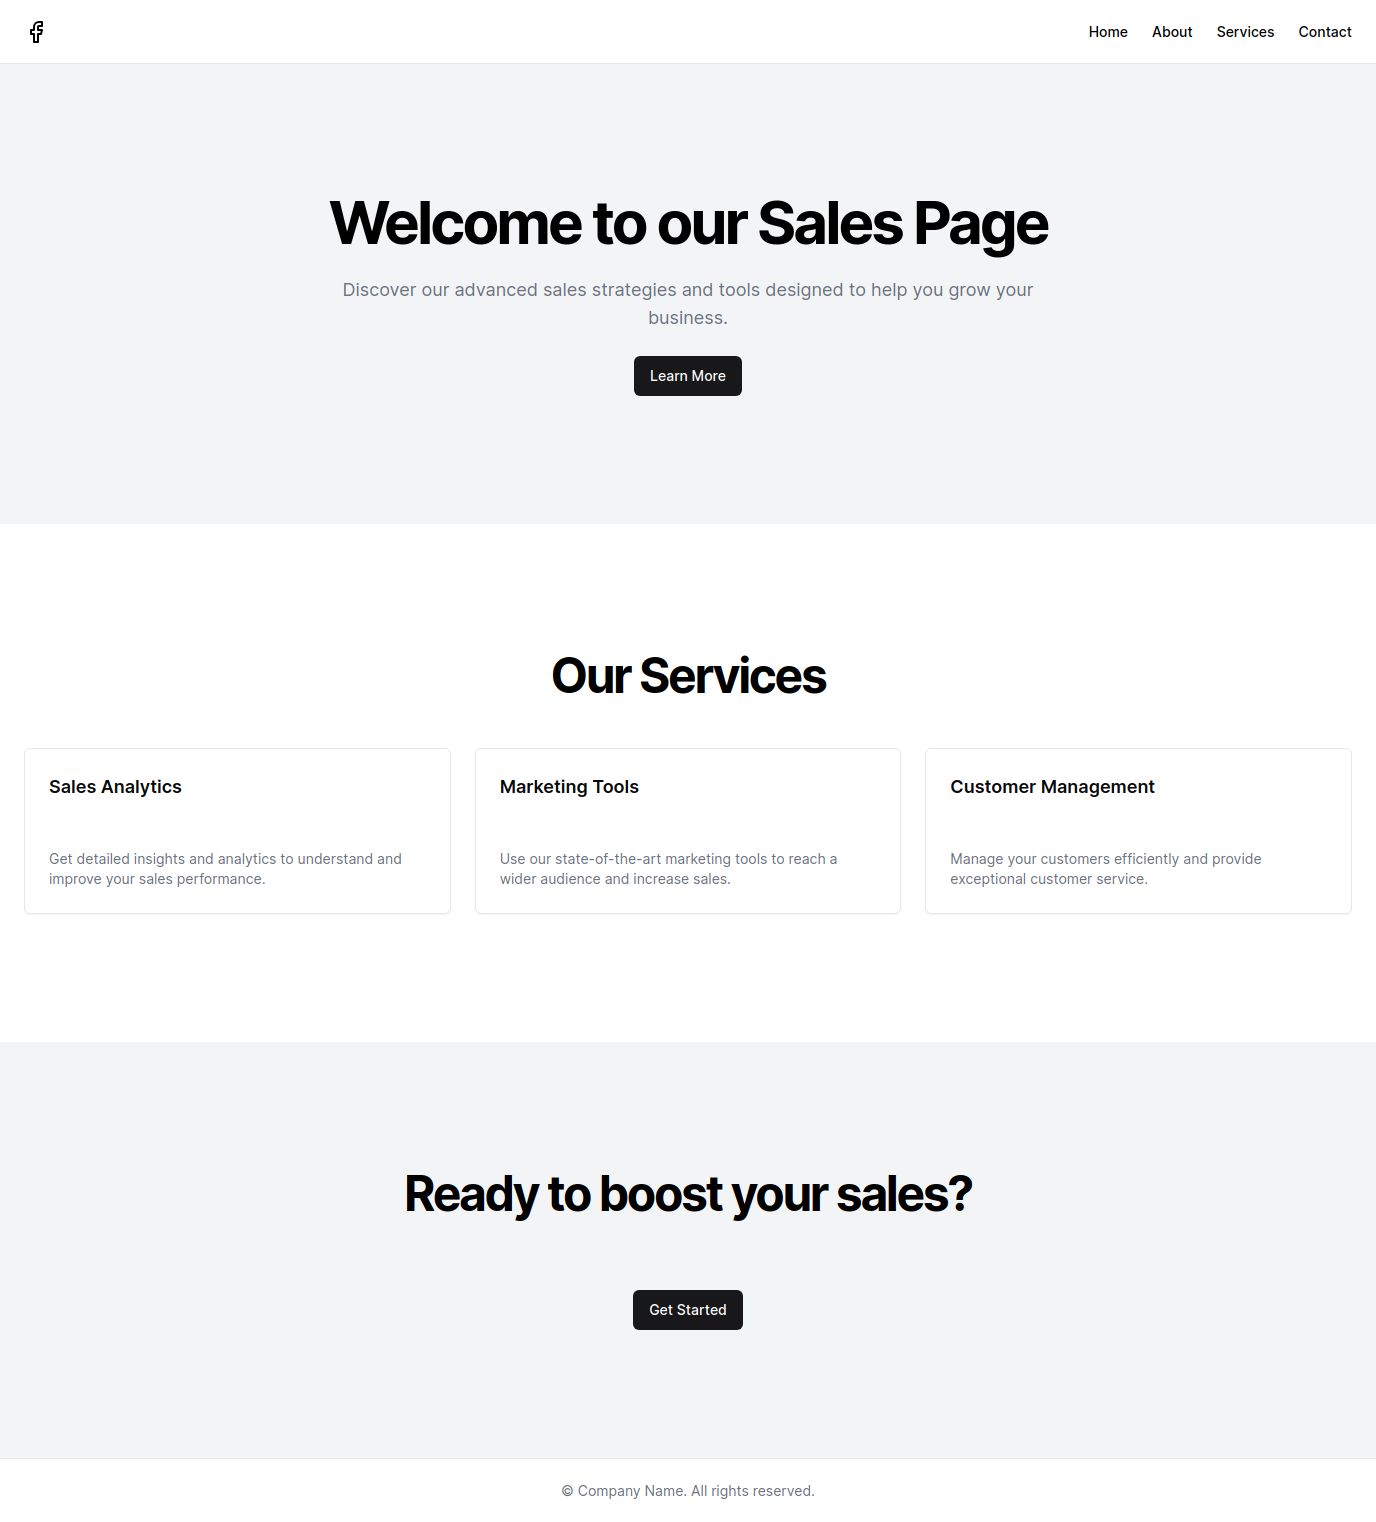 Home About Services Contact
Welcome to our Sales Page
Discover our advanced sales strategies and tools designed to help you grow your
business.
Learn More
Our Services
Sales Analytics
Get detailed insights and analytics to understand and
improve your sales performance.
Marketing Tools
Use our state-of-the-art marketing tools to reach a
wider audience and increase sales.
Customer Management
Manage your customers efficiently and provide
exceptional customer service.
Ready to boost your sales?
Get Started
© Company Name. All rights reserved.